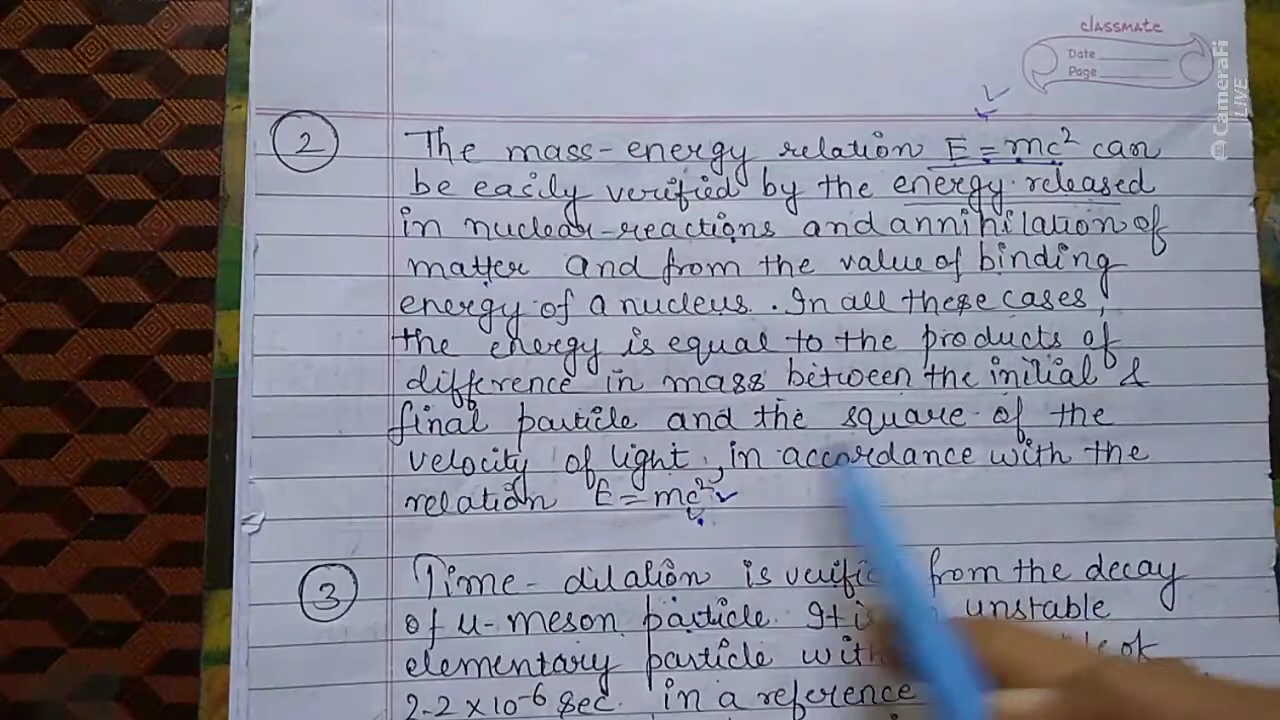 classmate
Date
Page
CameraFi
LIVE
2 The mass-energy relation E=mc² can
be easily verified by the energy released
in nuclear-reactions and annihilation of
matter and from the value of binding
energy of a nucleus. In all these cases,
the energy is equal to the products of
difference in mass between the initial &
final particle and the square of the
velocity of light, in accordance with the
relation E=mc²
3 Time-dilation is from the decay
of u-meson particle. It unstable
elementary particle of
2.2×10⁻⁶ sec. in a reference